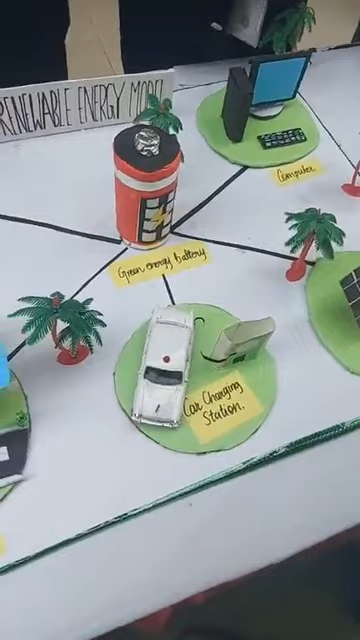 RENEWABLE ENERGY MODEL
Computer
Green energy battery
Car Charging
Station.